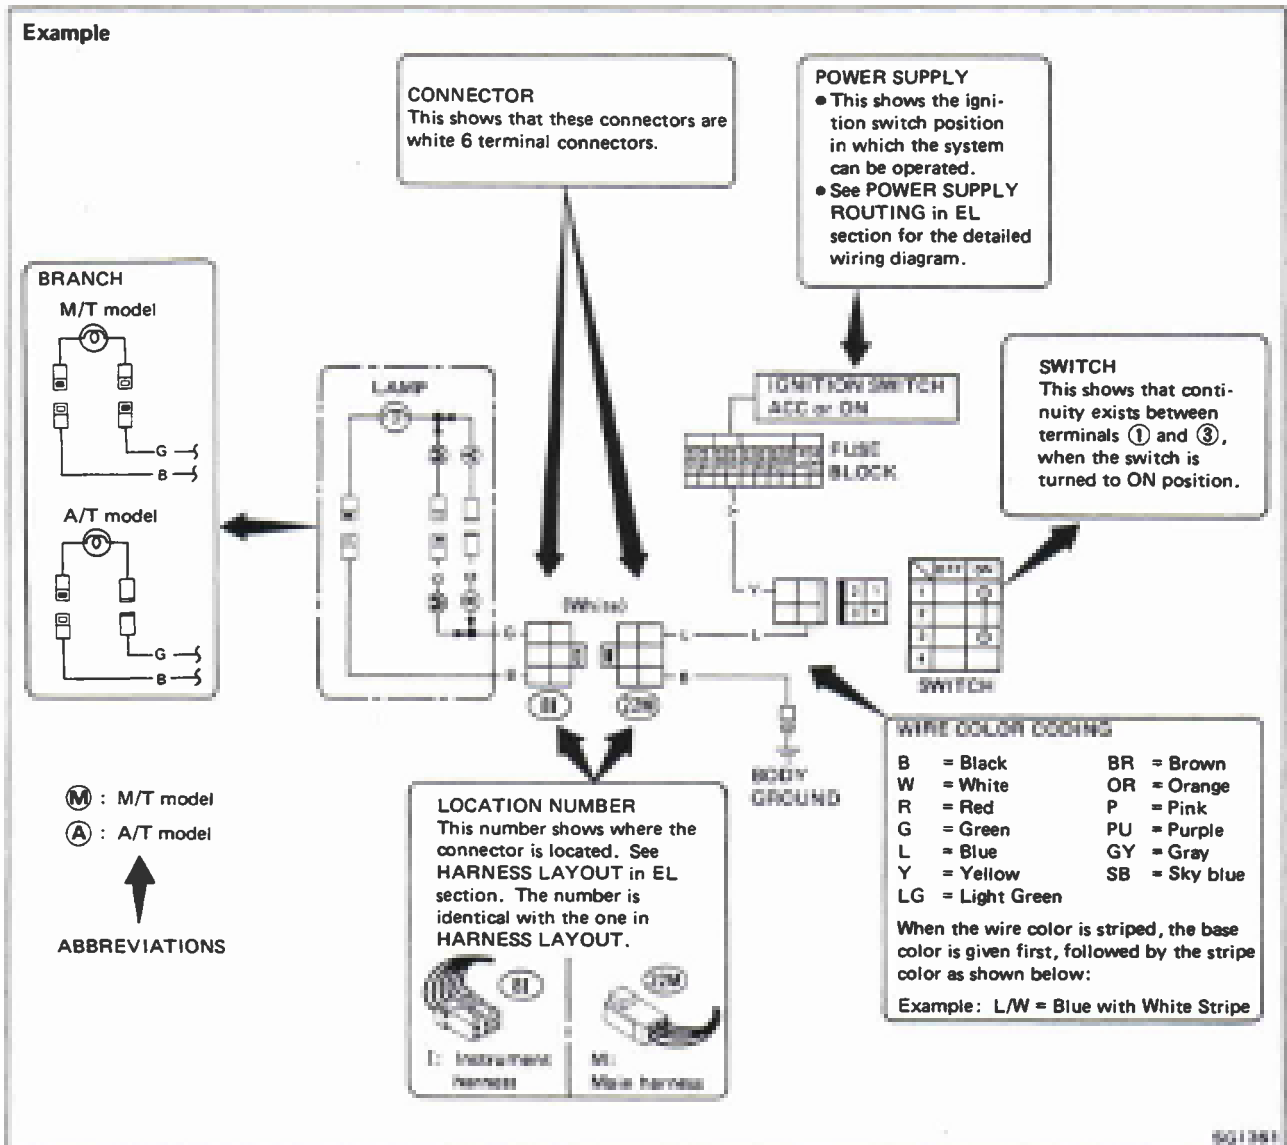 Example
CONNECTOR
This shows that these connectors are
white 6 terminal connectors.
POWER SUPPLY
● This shows the igni-
tion switch position
in which the system
can be operated.
● See POWER SUPPLY
ROUTING in EL
section for the detailed
wiring diagram.
BRANCH
M/T model
G
B
A/T model
G
B
LAMP
IGNITION SWITCH
ACC or ON
FUSE
BLOCK
SWITCH
This shows that conti-
nuity exists between
terminals ① and ③,
when the switch is
turned to ON position.
(White)
G
B
L
B
Y
L
OFF ON
1
2
3
4
SWITCH
BODY
GROUND
Ⓜ : M/T model
Ⓐ : A/T model
ABBREVIATIONS
LOCATION NUMBER
This number shows where the
connector is located. See
HARNESS LAYOUT in EL
section. The number is
identical with the one in
HARNESS LAYOUT.
I: Instrument
harness
M:
Main harness
WIRE COLOR CODING
B = Black
W = White
R = Red
G = Green
L = Blue
Y = Yellow
LG = Light Green
BR = Brown
OR = Orange
P = Pink
PU = Purple
GY = Gray
SB = Sky blue
When the wire color is striped, the base
color is given first, followed by the stripe
color as shown below:
Example: L/W = Blue with White Stripe